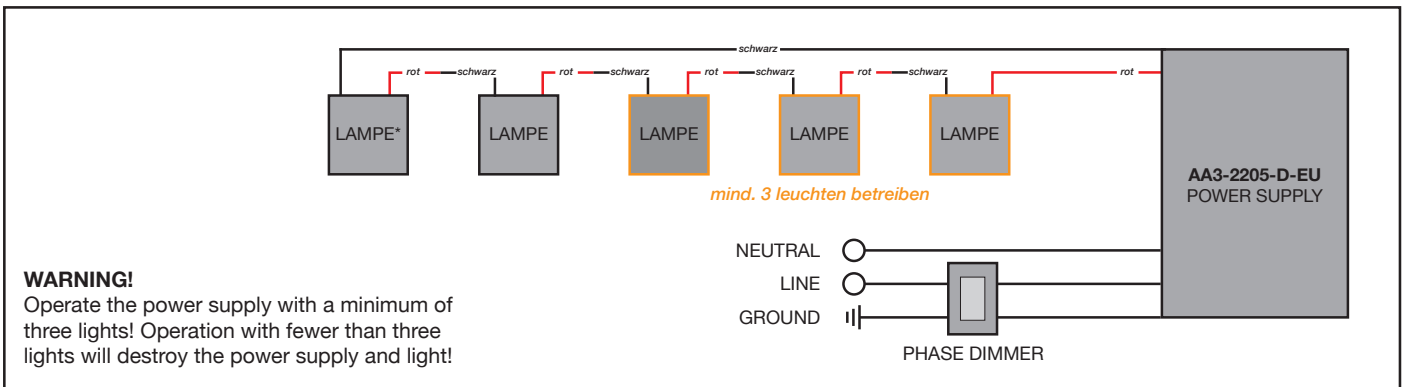 schwarz
rot schwarz rot schwarz rot schwarz rot schwarz rot
LAMPE* LAMPE LAMPE LAMPE LAMPE
mind. 3 leuchten betreiben
AA3-2205-D-EU
POWER SUPPLY
NEUTRAL
LINE
GROUND
PHASE DIMMER
WARNING!
Operate the power supply with a minimum of
three lights! Operation with fewer than three
lights will destroy the power supply and light!